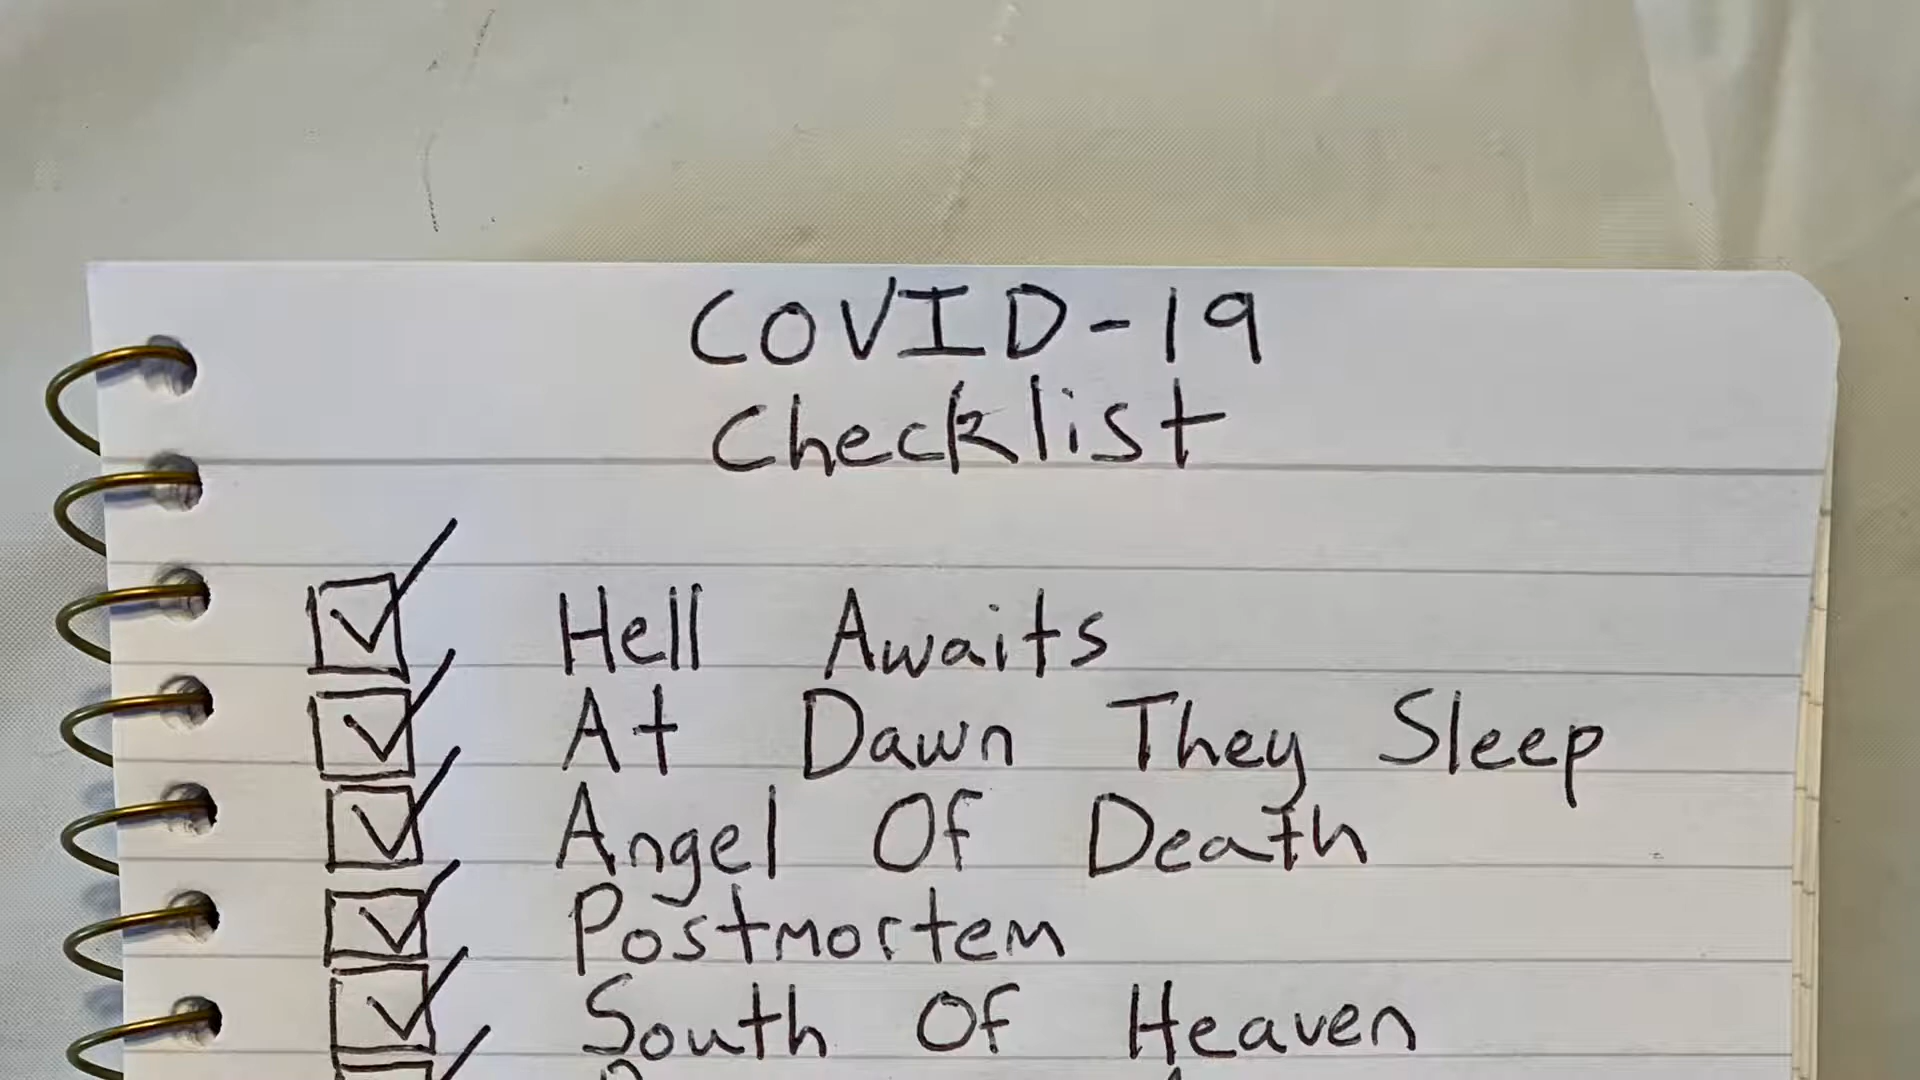 COVID-19
Checklist
Hell Awaits
At Dawn They Sleep
Angel Of Death
Postmortem
South Of Heaven